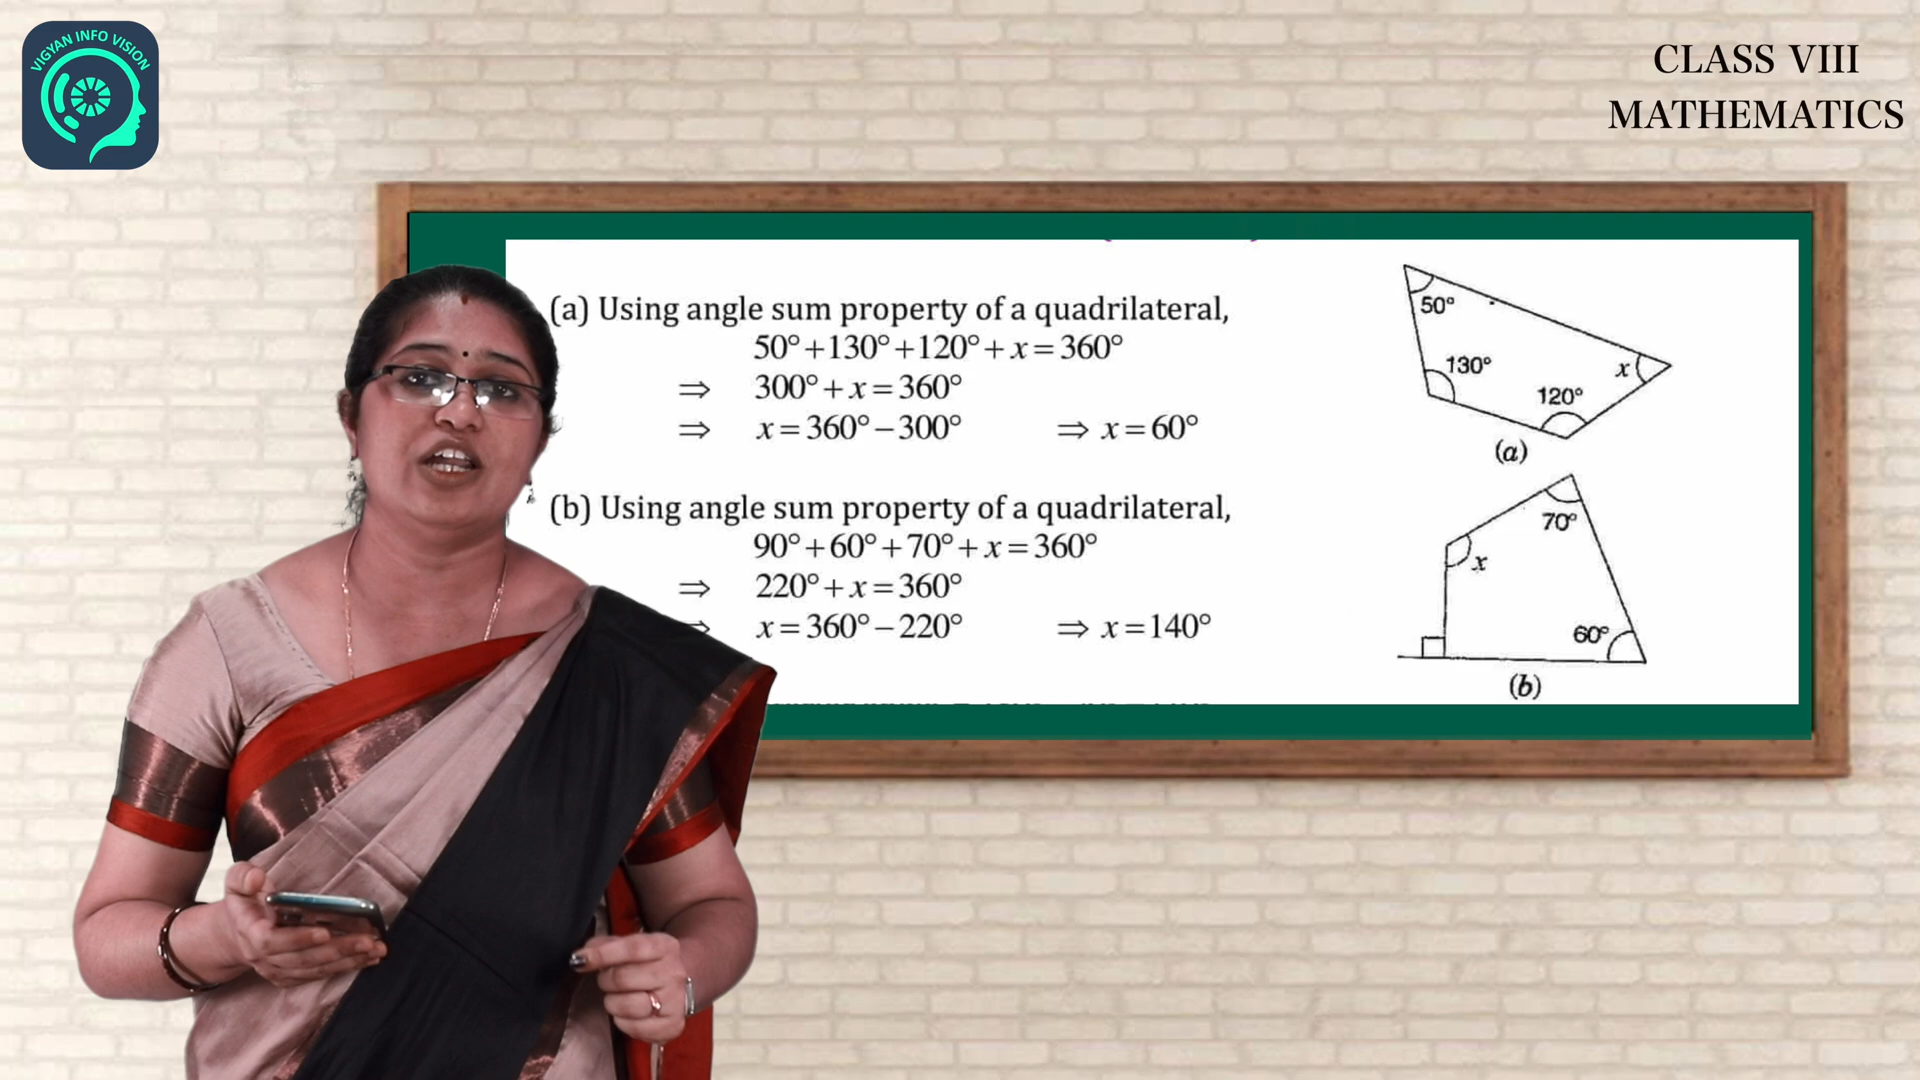 VIGYAN INFO VISION
CLASS VIII
MATHEMATICS
(a) Using angle sum property of a quadrilateral,
50°+130°+120°+x=360°
⇒ 300°+x=360°
⇒ x=360°−300° ⇒ x=60°
50°
130°
120°
x
(a)
(b) Using angle sum property of a quadrilateral,
90°+60°+70°+x=360°
⇒ 220°+x=360°
⇒ x=360°−220° ⇒ x=140°
70°
x
60°
(b)